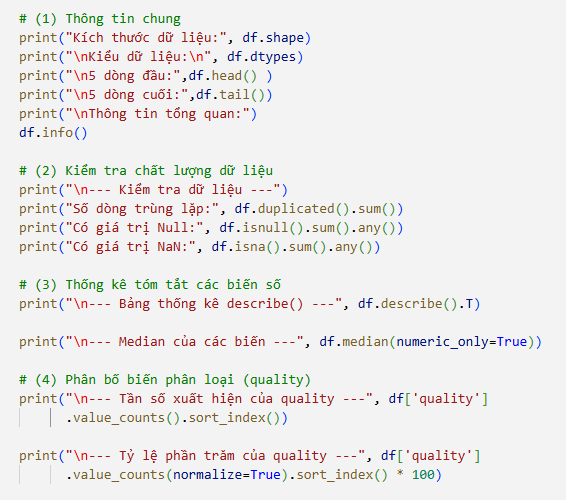 # (1) Thông tin chung
print("Kích thước dữ liệu:", df.shape)
print("\nKiểu dữ liệu:\n", df.dtypes)
print("\n5 dòng đầu:",df.head() )
print("\n5 dòng cuối:",df.tail())
print("\nThông tin tổng quan:")
df.info()

# (2) Kiểm tra chất lượng dữ liệu
print("\n--- Kiểm tra dữ liệu ---")
print("Số dòng trùng lặp:", df.duplicated().sum())
print("Có giá trị Null:", df.isnull().sum().any())
print("Có giá trị NaN:", df.isna().sum().any())

# (3) Thống kê tóm tắt các biến số
print("\n--- Bảng thống kê describe() ---", df.describe().T)

print("\n--- Median của các biến ---", df.median(numeric_only=True))

# (4) Phân bố biến phân loại (quality)
print("\n--- Tần số xuất hiện của quality ---", df['quality']
      .value_counts().sort_index())

print("\n--- Tỷ lệ phần trăm của quality ---", df['quality']
      .value_counts(normalize=True).sort_index() * 100)